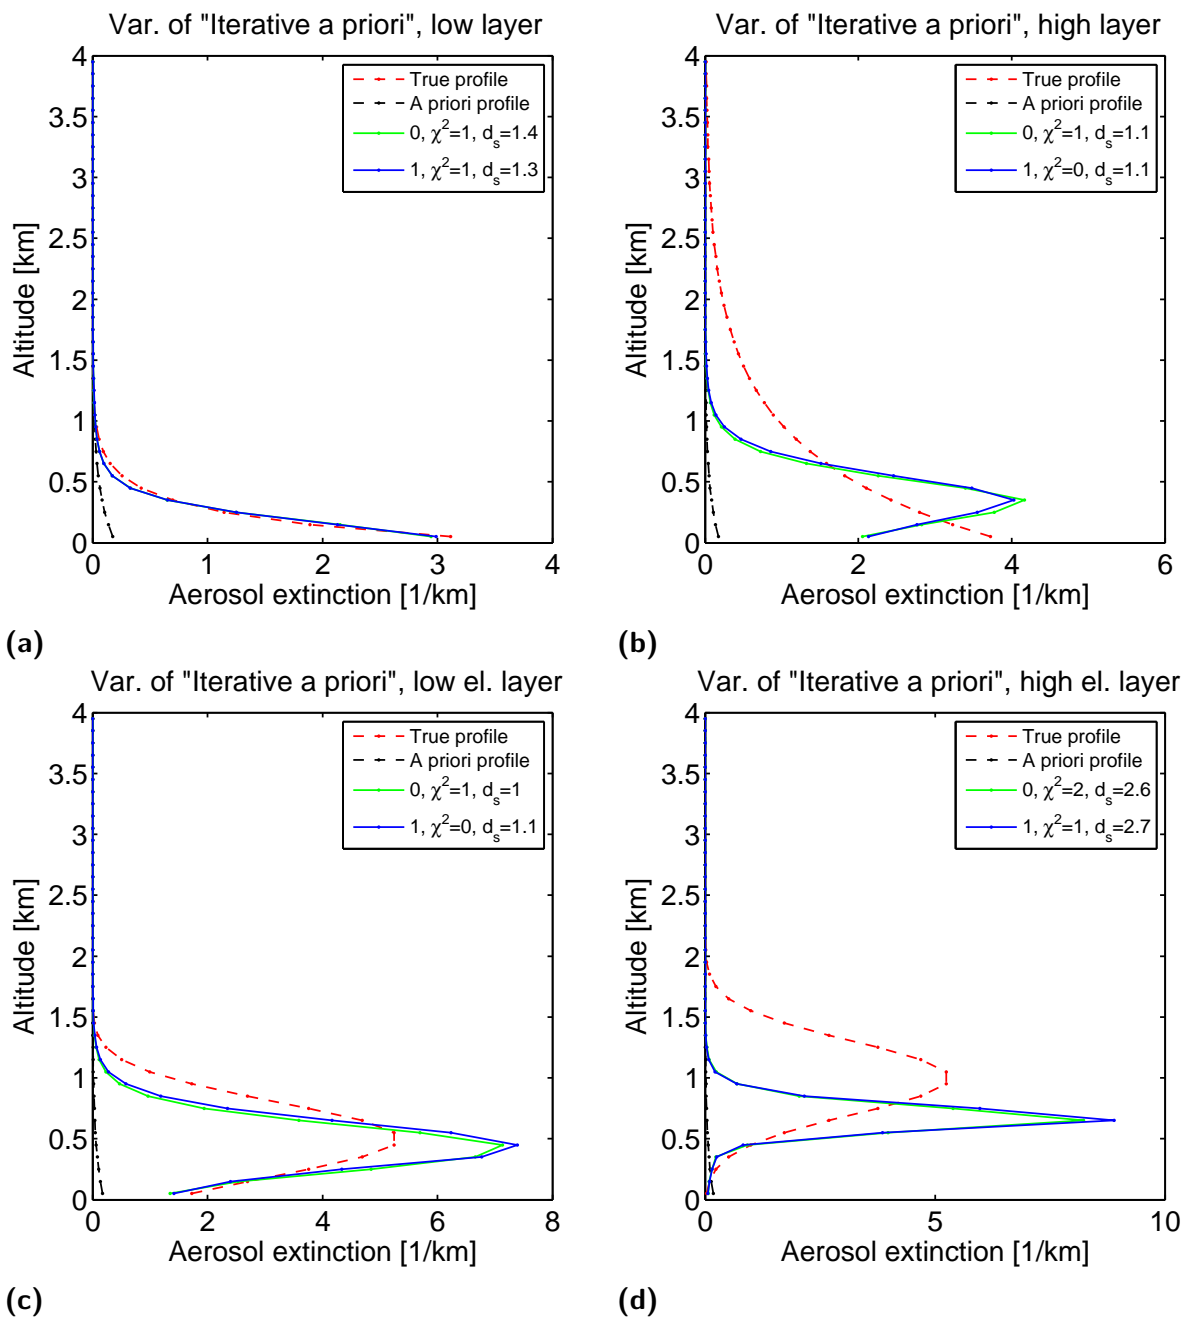 Var. of "Iterative a priori", low layer
4
3.5
3
2.5
2
1.5
1
0.5
0
Altitude [km]
True profile
A priori profile
0, χ²=1, dₛ=1.4
1, χ²=1, dₛ=1.3
0 1 2 3 4
Aerosol extinction [1/km]
(a)
Var. of "Iterative a priori", high layer
4
3.5
3
2.5
2
1.5
1
0.5
0
Altitude [km]
True profile
A priori profile
0, χ²=1, dₛ=1.1
1, χ²=0, dₛ=1.1
0 2 4 6
Aerosol extinction [1/km]
(b)
Var. of "Iterative a priori", low el. layer
4
3.5
3
2.5
2
1.5
1
0.5
0
Altitude [km]
True profile
A priori profile
0, χ²=1, dₛ=1
1, χ²=0, dₛ=1.1
0 2 4 6 8
Aerosol extinction [1/km]
(c)
Var. of "Iterative a priori", high el. layer
4
3.5
3
2.5
2
1.5
1
0.5
0
Altitude [km]
True profile
A priori profile
0, χ²=2, dₛ=2.6
1, χ²=1, dₛ=2.7
0 5 10
Aerosol extinction [1/km]
(d)